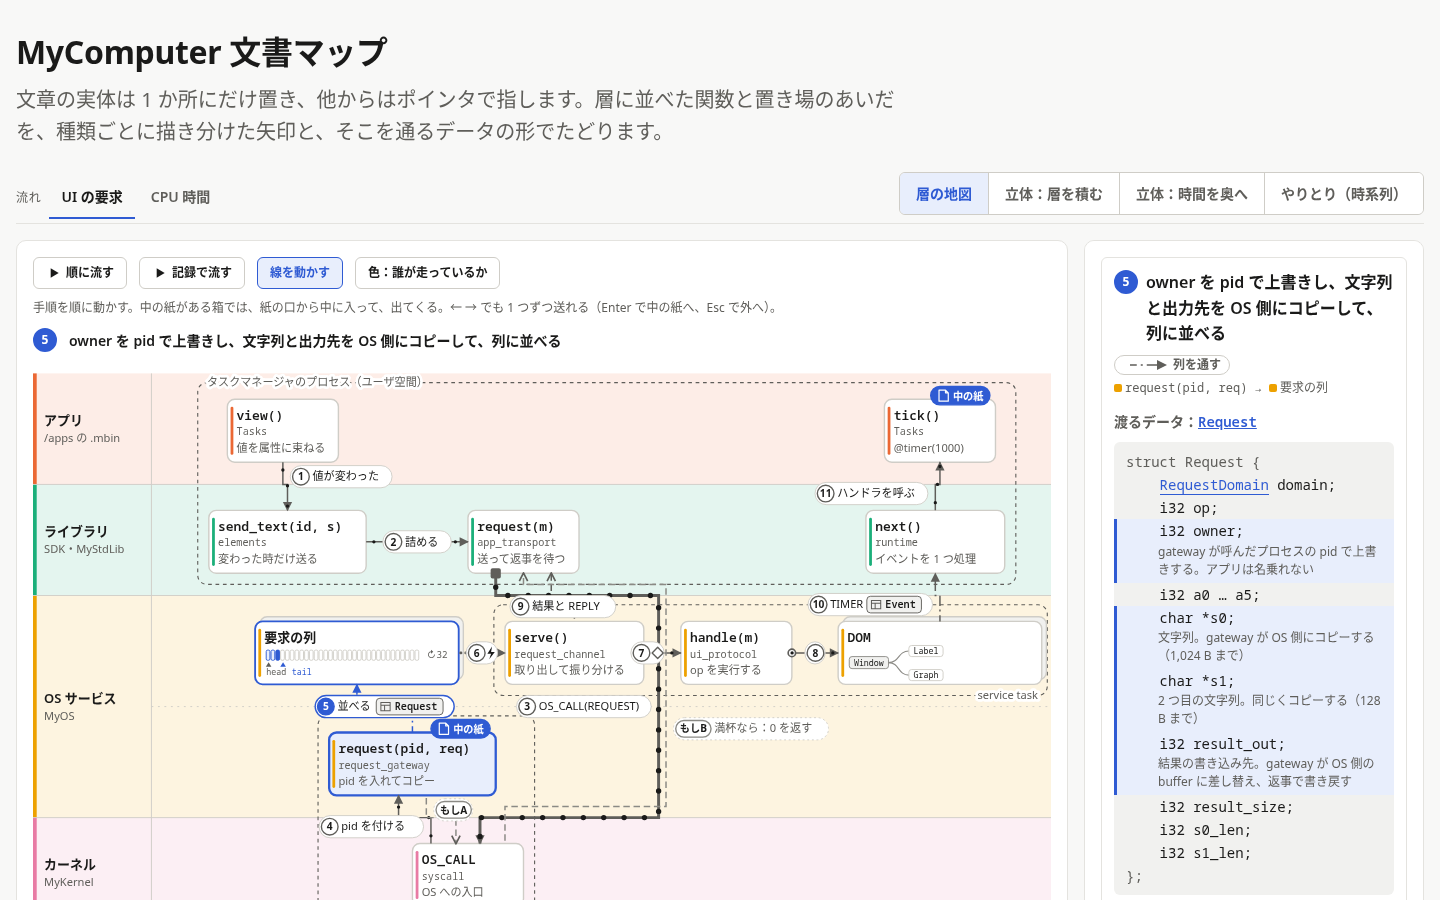 MyComputer 文書マップ
文章の実体は 1 か所にだけ置き、他からはポインタで指します。層に並べた関数と置き場のあいだ
を、種類ごとに描き分けた矢印と、そこを通るデータの形でたどります。
流れ UI の要求 CPU 時間
層の地図 立体：層を積む 立体：時間を奥へ やりとり（時系列）
▶ 順に流す ▶ 記録で流す 線を動かす 色：誰が走っているか
手順を順に動かす。中の紙がある箱では、紙の口から中に入って、出てくる。←→ でも 1 つずつ送れる（Enter で中の紙へ、Esc で外へ）。
5 owner を pid で上書きし、文字列と出力先を OS 側にコピーして、列に並べる
タスクマネージャのプロセス（ユーザ空間）
アプリ
/apps の .mbin
view()
Tasks
値を属性に束ねる
中の紙
tick()
Tasks
@timer(1000)
1 値が変わった
11 ハンドラを呼ぶ
ライブラリ
SDK・MyStdLib
send_text(id, s)
elements
変わった時だけ送る
2 詰める
request(m)
app_transport
送って返事を待つ
next()
runtime
イベントを 1 つ処理
9 結果と REPLY
10 TIMER Event
OS サービス
MyOS
要求の列
↻32
head tail
6
serve()
request_channel
取り出して振り分ける
7
handle(m)
ui_protocol
op を実行する
8
DOM
Window
Label
Graph
service task
5 並べる Request
3 OS_CALL(REQUEST)
もしB 満杯なら：0 を返す
中の紙
request(pid, req)
request_gateway
pid を入れてコピー
もしA
4 pid を付ける
カーネル
MyKernel
OS_CALL
syscall
OS への入口
5 owner を pid で上書きし、文字列
と出力先を OS 側にコピーして、
列に並べる
列を通す
request(pid, req) → 要求の列
渡るデータ：Request
struct Request {
RequestDomain domain;
i32 op;
i32 owner;
gateway が呼んだプロセスの pid で上書
きする。アプリは名乗れない
i32 a0 … a5;
char *s0;
文字列。gateway が OS 側にコピーする
（1,024 B まで）
char *s1;
2 つ目の文字列。同じくコピーする（128
B まで）
i32 result_out;
結果の書き込み先。gateway が OS 側の
buffer に差し替え、返事で書き戻す
i32 result_size;
i32 s0_len;
i32 s1_len;
};